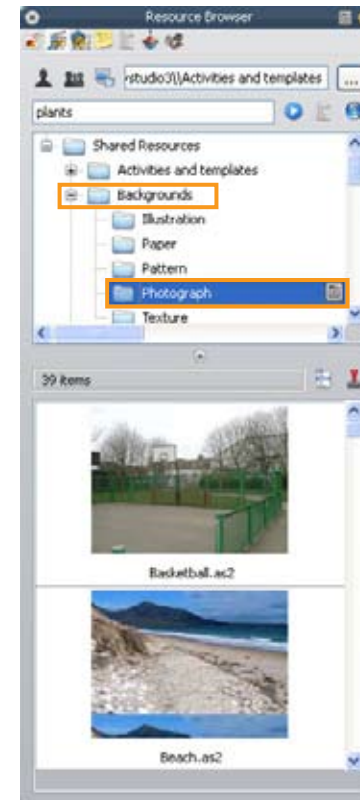 Resource Browser
rstudio3\\Activities and templates
...
plants
Shared Resources
Activities and templates
Backgrounds
Illustration
Paper
Pattern
Photograph
Texture
39 items
Basketball.as2
Beach.as2